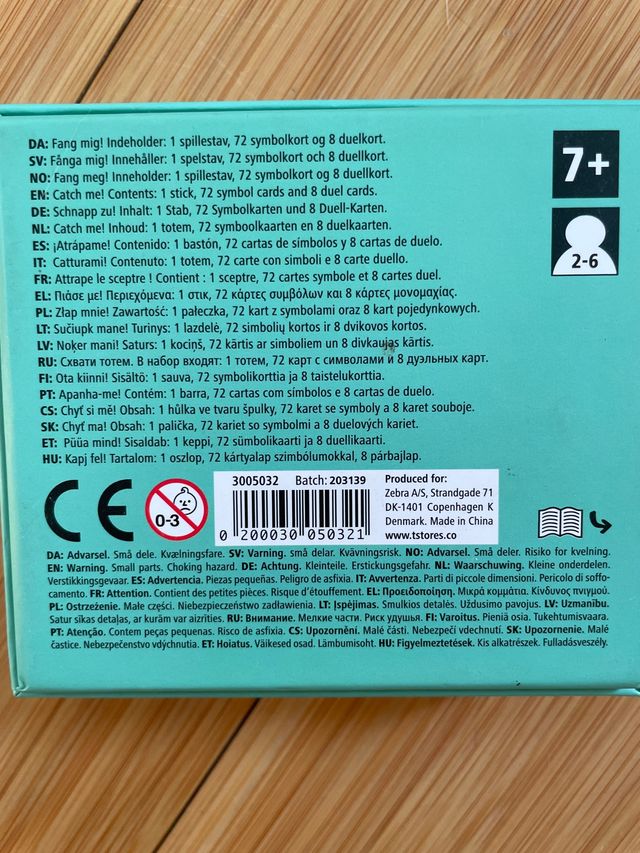 DA: Fang mig! Indeholder: 1 spillestav, 72 symbolkort og 8 duelkort.
SV: Fånga mig! Innehåller: 1 spelstav, 72 symbolkort och 8 duellkort.
NO: Fang meg! Inneholder: 1 spillestav, 72 symbolkort og 8 duellkort.
EN: Catch me! Contents: 1 stick, 72 symbol cards and 8 duel cards.
DE: Schnapp zu! Inhalt: 1 Stab, 72 Symbolkarten und 8 Duell-Karten.
NL: Catch me! Inhoud: 1 totem, 72 symboolkaarten en 8 duelkaarten.
ES: ¡Atrápame! Contenido: 1 bastón, 72 cartas de símbolos y 8 cartas de duelo.
IT: Catturami! Contenuto: 1 totem, 72 carte con simboli e 8 carte duello.
FR: Attrape le sceptre ! Contient : 1 sceptre, 72 cartes symbole et 8 cartes duel.
EL: Πιάσε με! Περιεχόμενα: 1 στικ, 72 κάρτες συμβόλων και 8 κάρτες μονομαχίας.
PL: Złap mnie! Zawartość: 1 pałeczka, 72 kart z symbolami oraz 8 kart pojedynkowych.
LT: Sučiupk mane! Turinys: 1 lazdelė, 72 simbolių kortos ir 8 dvikovos kortos.
LV: Noķer mani! Saturs: 1 kociņš, 72 kārtis ar simboliem un 8 divkaujas kārtis.
RU: Схвати тотем. В набор входят: 1 тотем, 72 карт с символами и 8 дуэльных карт.
FI: Ota kiinni! Sisältö: 1 sauva, 72 symbolikorttia ja 8 taistelukorttia.
PT: Apanha-me! Contém: 1 barra, 72 cartas com símbolos e 8 cartas de duelo.
CS: Chyť si mě! Obsah: 1 hůlka ve tvaru špulky, 72 karet se symboly a 8 karet souboje.
SK: Chyť ma! Obsah: 1 palička, 72 kariet so symbolmi a 8 duelových kariet.
ET: Püüa mind! Sisaldab: 1 keppi, 72 sümbolikaarti ja 8 duellikaarti.
HU: Kapj fel! Tartalom: 1 oszlop, 72 kártyalap szimbólumokkal, 8 párbajlap.
7+
2-6
CE
0-3
3005032 Batch: 203139
0 200030 050321
Produced for:
Zebra A/S, Strandgade 71
DK-1401 Copenhagen K
Denmark. Made in China
www.tstores.co
DA: Advarsel. Små dele. Kvælningsfare. SV: Varning. små delar. Kvävningsrisk. NO: Advarsel. Små deler. Risiko for kvelning.
EN: Warning. Small parts. Choking hazard. DE: Achtung. Kleinteile. Erstickungsgefahr. NL: Waarschuwing. Kleine onderdelen.
Verstikkingsgevaar. ES: Advertencia. Piezas pequeñas. Peligro de asfixia. IT: Avvertenza. Parti di piccole dimensioni. Pericolo di soffo-
camento. FR: Attention. Contient des petites pièces. Risque d'étouffement. EL: Προειδοποίηση. Μικρά κομμάτια. Κίνδυνος πνιγμού.
PL: Ostrzeżenie. Małe części. Niebezpieczeństwo zadławienia. LT: Įspėjimas. Smulkios detalės. Uždusimo pavojus. LV: Uzmanību.
Satur sīkas detaļas, ar kurām var aizrīties. RU: Внимание. Мелкие части. Риск удушья. FI: Varoitus. Pieniä osia. Tukehtumisvaara.
PT: Atenção. Contem peças pequenas. Risco de asfixia. CS: Upozornění. Malé části. Nebezpečí vdechnutí. SK: Upozornenie. Malé
častice. Nebezpečenstvo vdýchnutia. ET: Hoiatus. Väikesed osad. Lämbumisoht. HU: Figyelmeztetések. Kis alkatrészek. Fulladásveszély.